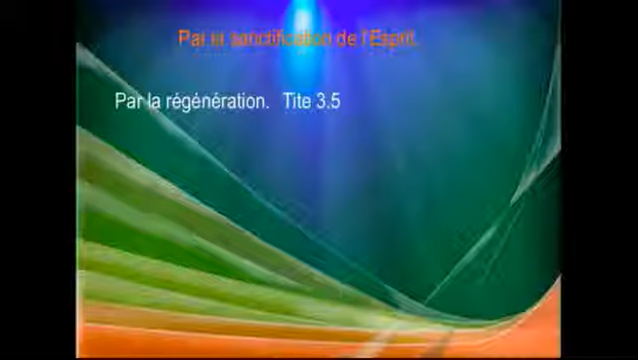 Par la sanctification de l'Esprit.
Par la régénération. Tite 3.5